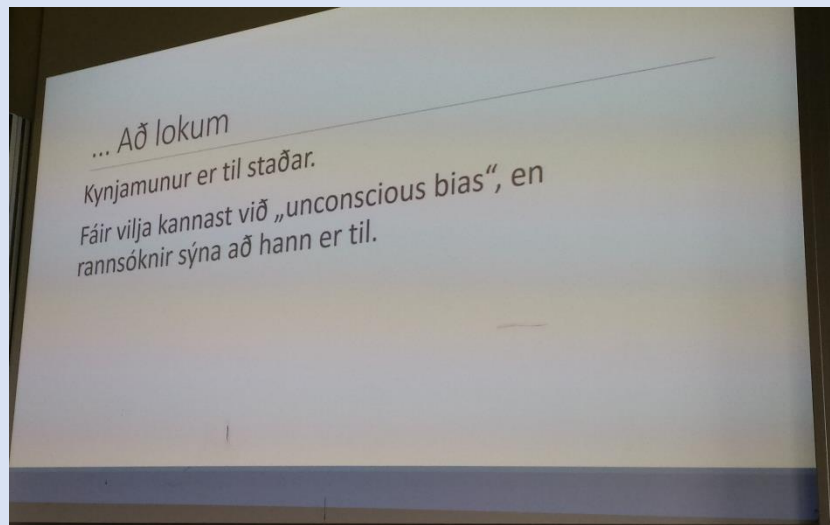 ... Að lokum
Kynjamunur er til staðar.
Fáir vilja kannast við „unconscious bias“, en
rannsóknir sýna að hann er til.